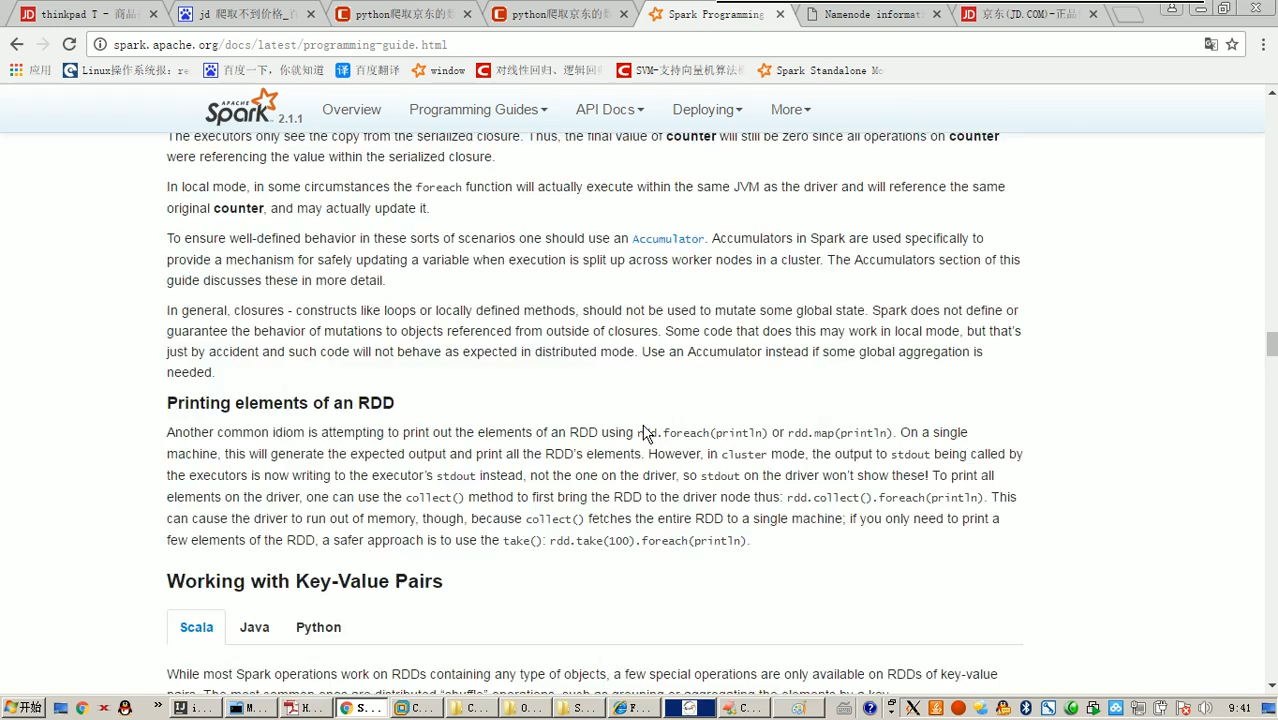 thinkpad T - 商品
jd 爬取不到价格_百
python爬取京东的数
python爬取京东的数
Spark Programming
Namenode informati
京东(JD.COM)-正品
spark.apache.org/docs/latest/programming-guide.html
应用
Linux操作系统报: re
百度一下，你就知道
百度翻译
window
对线性回归、逻辑回
SVM-支持向量机算法
Spark Standalone Mo
APACHE Spark 2.1.1
Overview
Programming Guides
API Docs
Deploying
More
The executors only see the copy from the serialized closure. Thus, the final value of counter will still be zero since all operations on counter
were referencing the value within the serialized closure.
In local mode, in some circumstances the foreach function will actually execute within the same JVM as the driver and will reference the same
original counter, and may actually update it.
To ensure well-defined behavior in these sorts of scenarios one should use an Accumulator. Accumulators in Spark are used specifically to
provide a mechanism for safely updating a variable when execution is split up across worker nodes in a cluster. The Accumulators section of this
guide discusses these in more detail.
In general, closures - constructs like loops or locally defined methods, should not be used to mutate some global state. Spark does not define or
guarantee the behavior of mutations to objects referenced from outside of closures. Some code that does this may work in local mode, but that's
just by accident and such code will not behave as expected in distributed mode. Use an Accumulator instead if some global aggregation is
needed.
Printing elements of an RDD
Another common idiom is attempting to print out the elements of an RDD using rdd.foreach(println) or rdd.map(println). On a single
machine, this will generate the expected output and print all the RDD's elements. However, in cluster mode, the output to stdout being called by
the executors is now writing to the executor's stdout instead, not the one on the driver, so stdout on the driver won't show these! To print all
elements on the driver, one can use the collect() method to first bring the RDD to the driver node thus: rdd.collect().foreach(println). This
can cause the driver to run out of memory, though, because collect() fetches the entire RDD to a single machine; if you only need to print a
few elements of the RDD, a safer approach is to use the take(): rdd.take(100).foreach(println).
Working with Key-Value Pairs
Scala
Java
Python
While most Spark operations work on RDDs containing any type of objects, a few special operations are only available on RDDs of key-value
pairs. The most common ones are distributed "shuffle" operations, such as grouping or aggregating the elements by a key.
开始
i...
M...
H...
S...
C...
C...
O...
S...
F...
C...
9:41